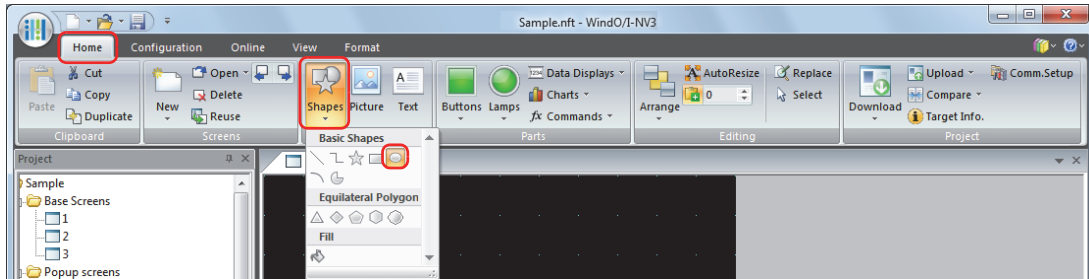 Sample.nft - WindO/I-NV3
Home Configuration Online View Format
Cut Open AutoResize Replace Upload Comm.Setup
Copy Delete 1234 Data Displays 0 Select Compare
Paste Duplicate New Reuse Shapes Picture Text Buttons Lamps Charts Arrange Download Target Info.
fx Commands
Clipboard Screens Parts Editing Project
Basic Shapes
Project
Sample
Base Screens
Equilateral Polygon
1
2
Fill
3
Popup screens